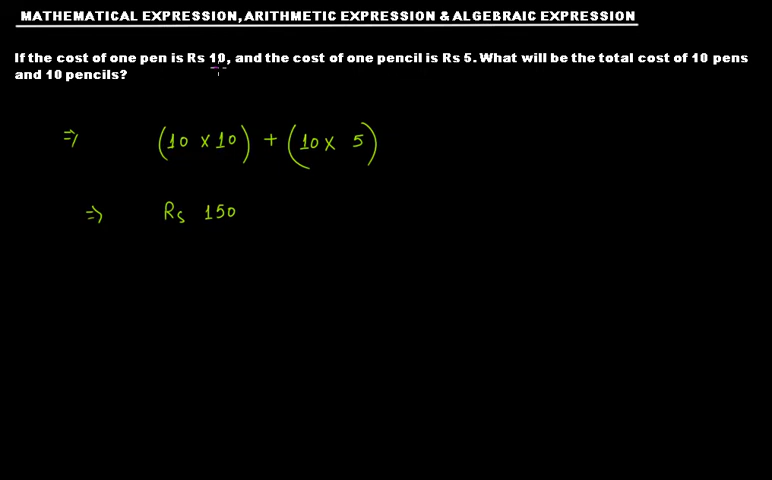 MATHEMATICAL EXPRESSION, ARITHMETIC EXPRESSION & ALGEBRAIC EXPRESSION
If the cost of one pen is Rs 10, and the cost of one pencil is Rs 5. What will be the total cost of 10 pens
and 10 pencils?
⇒ (10 × 10) + (10 × 5)
⇒ Rs 150